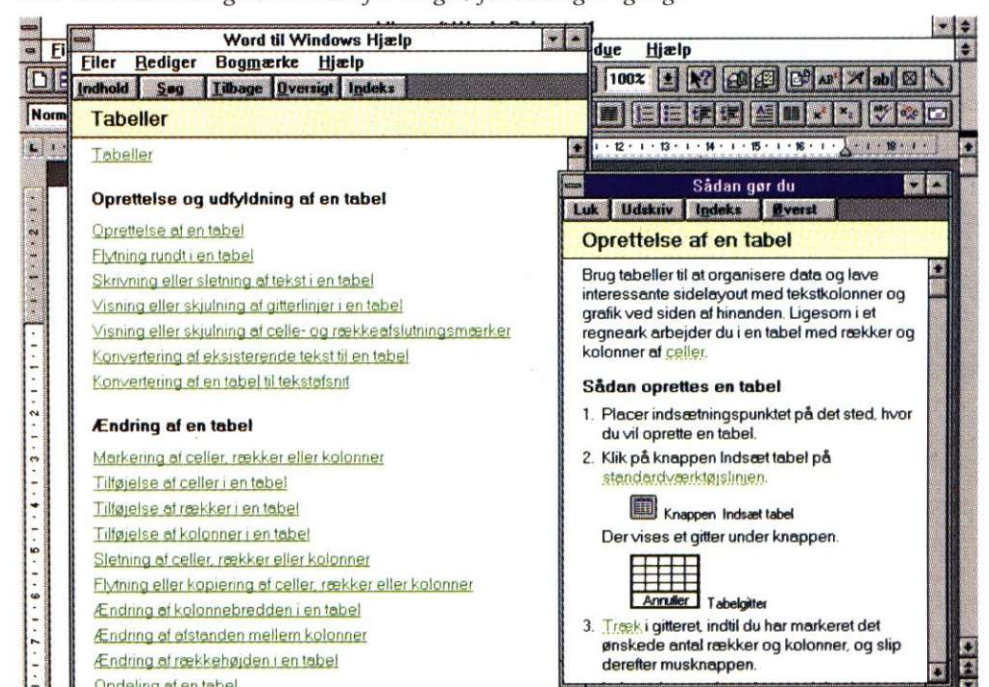 Word til Windows Hjælp
Filer Rediger Bogmærke Hjælp
Indhold Søg Tilbage Oversigt Indeks
Tabeller
Tabeller
Oprettelse og udfyldning af en tabel
Oprettelse af en tabel
Flytning rundt i en tabel
Skrivning eller sletning af tekst i en tabel
Visning eller skjulning af gitterlinjer i en tabel
Visning eller skjulning af celle- og rækkeafslutningsmærker
Konvertering af eksisterende tekst til en tabel
Konvertering af en tabel til tekstafsnit
Ændring af en tabel
Markering af celler, rækker eller kolonner
Tilføjelse af celler i en tabel
Tilføjelse af rækker i en tabel
Tilføjelse af kolonner i en tabel
Sletning af celler, rækker eller kolonner
Flytning eller kopiering af celler, rækker eller kolonner
Ændring af kolonnebredden i en tabel
Ændring af afstanden mellem kolonner
Ændring af rækkehøjden i en tabel
Opdeling af en tabel
Hjælp
100%
Norm
12 · 13 · 14 · 15 · 16 · 18
Sådan gør du
Luk Udskriv Indeks Øverst
Oprettelse af en tabel
Brug tabeller til at organisere data og lave
interessante sidelayout med tekstkolonner og
grafik ved siden af hinanden. Ligesom i et
regneark arbejder du i en tabel med rækker og
kolonner af celler.
Sådan oprettes en tabel
1. Placer indsætningspunktet på det sted, hvor
du vil oprette en tabel.
2. Klik på knappen Indsæt tabel på
standardværktøjslinjen.
Knappen Indsæt tabel
Der vises et gitter under knappen.
Annuller Tabelgitter
3. Træk i gitteret, indtil du har markeret det
ønskede antal rækker og kolonner, og slip
derefter musknappen.